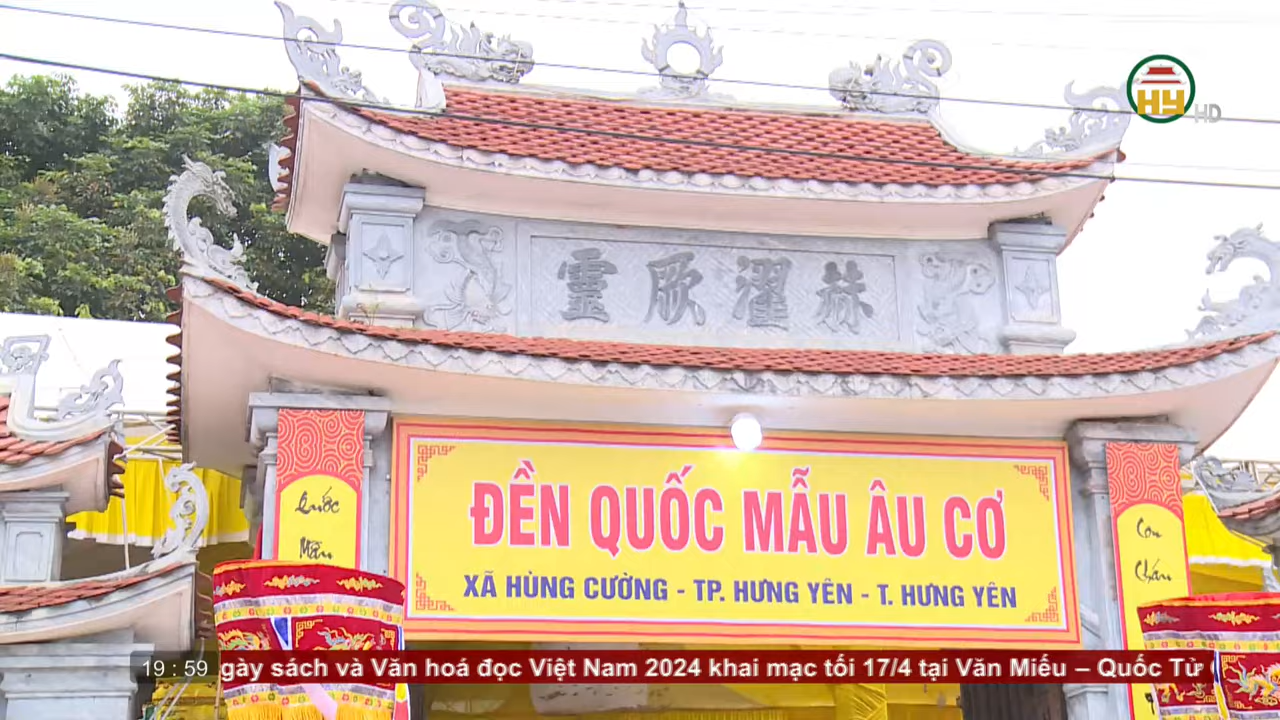 HY HD
靈厥濯赫
ĐỀN QUỐC MẪU ÂU CƠ
XÃ HÙNG CƯỜNG - TP. HƯNG YÊN - T. HƯNG YÊN
Quốc
Mẫu
Con
Cháu
19 : 59 gày sách và Văn hoá đọc Việt Nam 2024 khai mạc tối 17/4 tại Văn Miếu – Quốc Tử